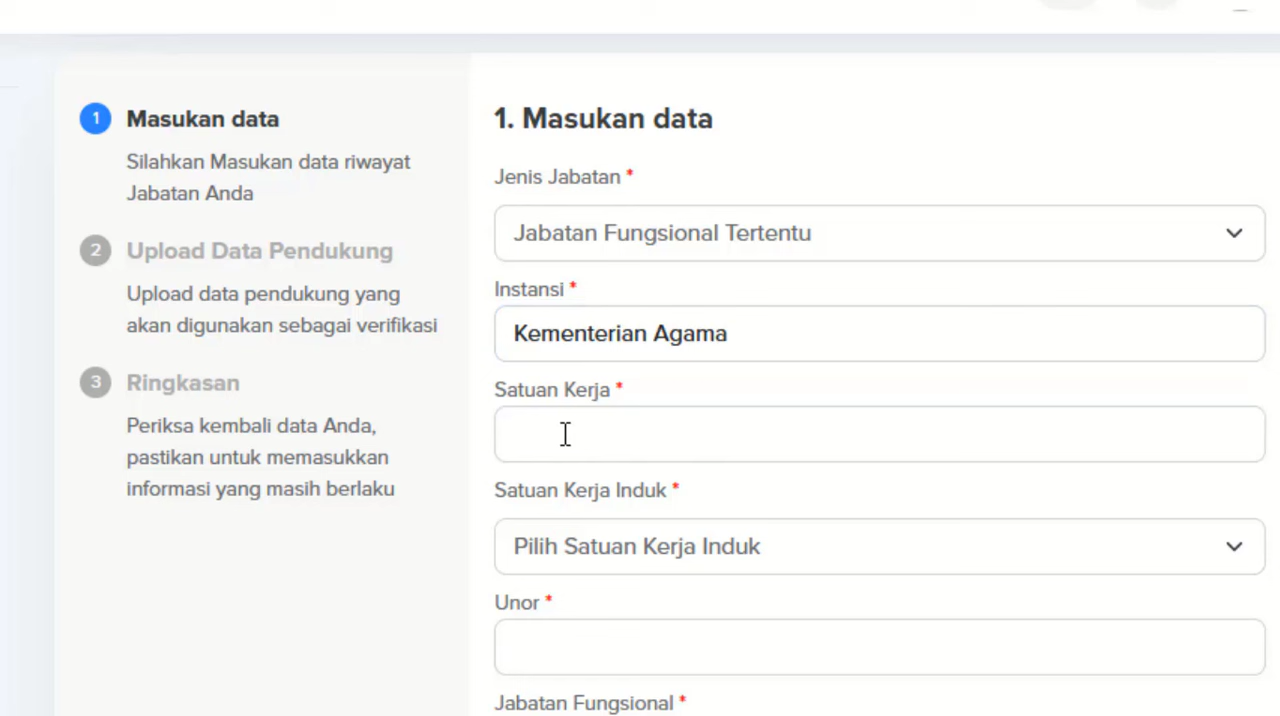 1 Masukan data
Silahkan Masukan data riwayat
Jabatan Anda
2 Upload Data Pendukung
Upload data pendukung yang
akan digunakan sebagai verifikasi
3 Ringkasan
Periksa kembali data Anda,
pastikan untuk memasukkan
informasi yang masih berlaku
1. Masukan data
Jenis Jabatan *
Jabatan Fungsional Tertentu
Instansi *
Kementerian Agama
Satuan Kerja *
Satuan Kerja Induk *
Pilih Satuan Kerja Induk
Unor *
Jabatan Fungsional *